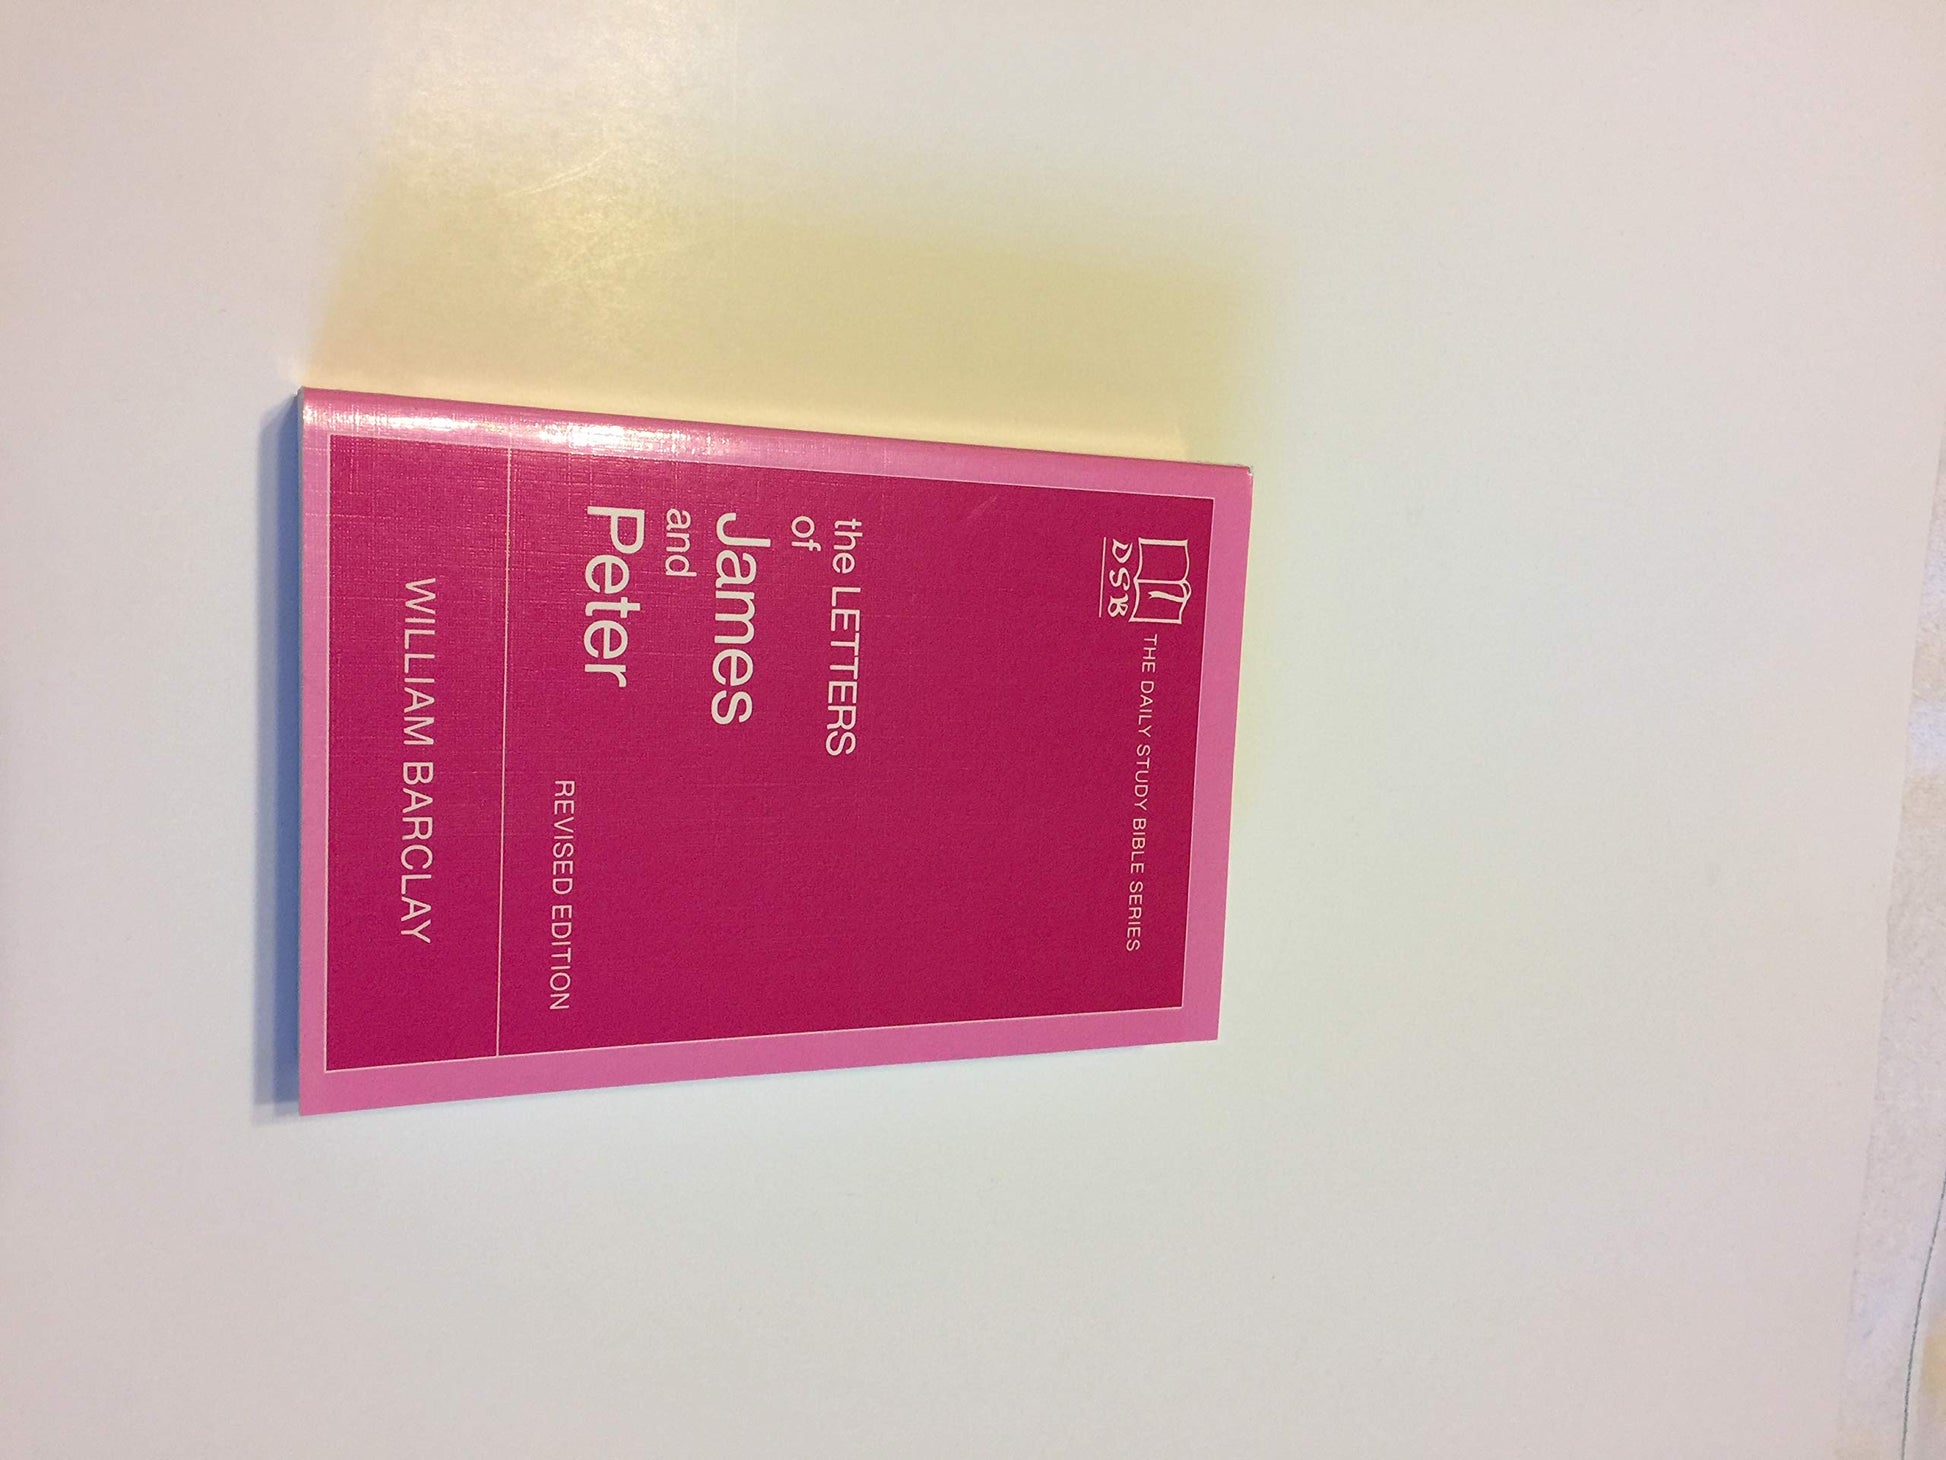 DSB
THE DAILY STUDY BIBLE SERIES
the LETTERS
of
James
and
Peter
REVISED EDITION
WILLIAM BARCLAY